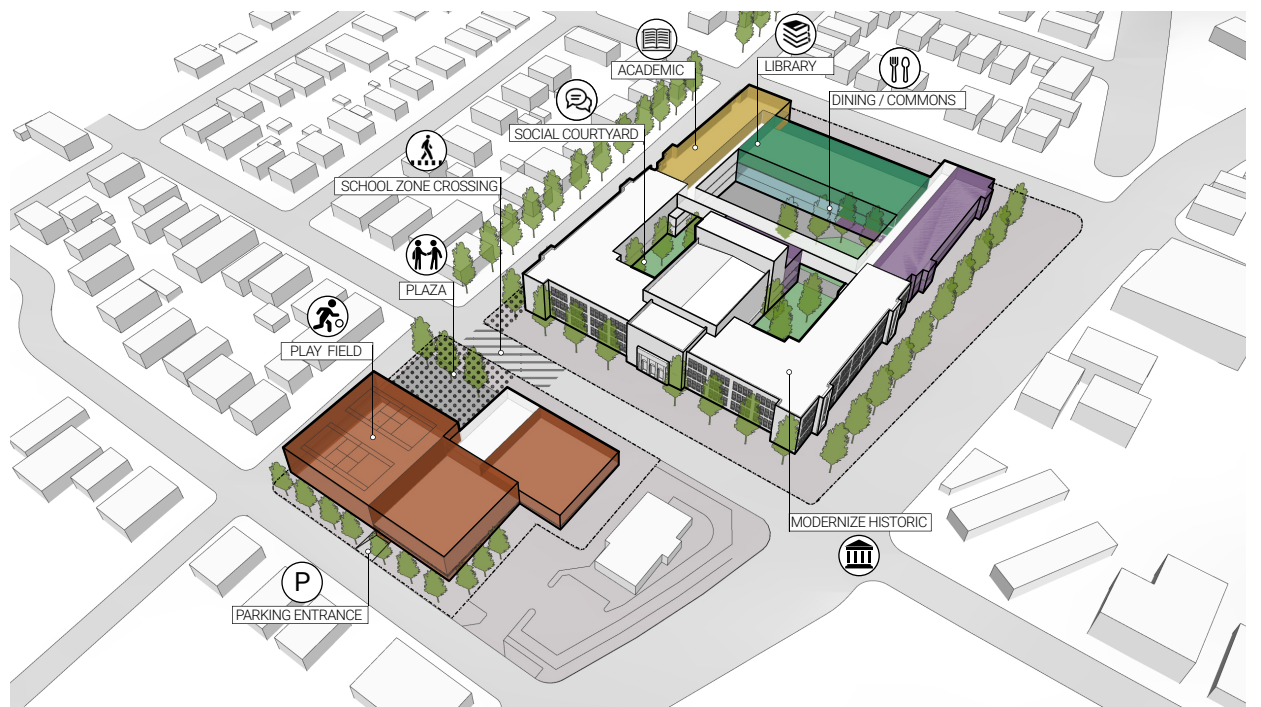 ACADEMIC
LIBRARY
DINING / COMMONS
SOCIAL COURTYARD
SCHOOL ZONE CROSSING
PLAZA
PLAY FIELD
MODERNIZE HISTORIC
P
PARKING ENTRANCE